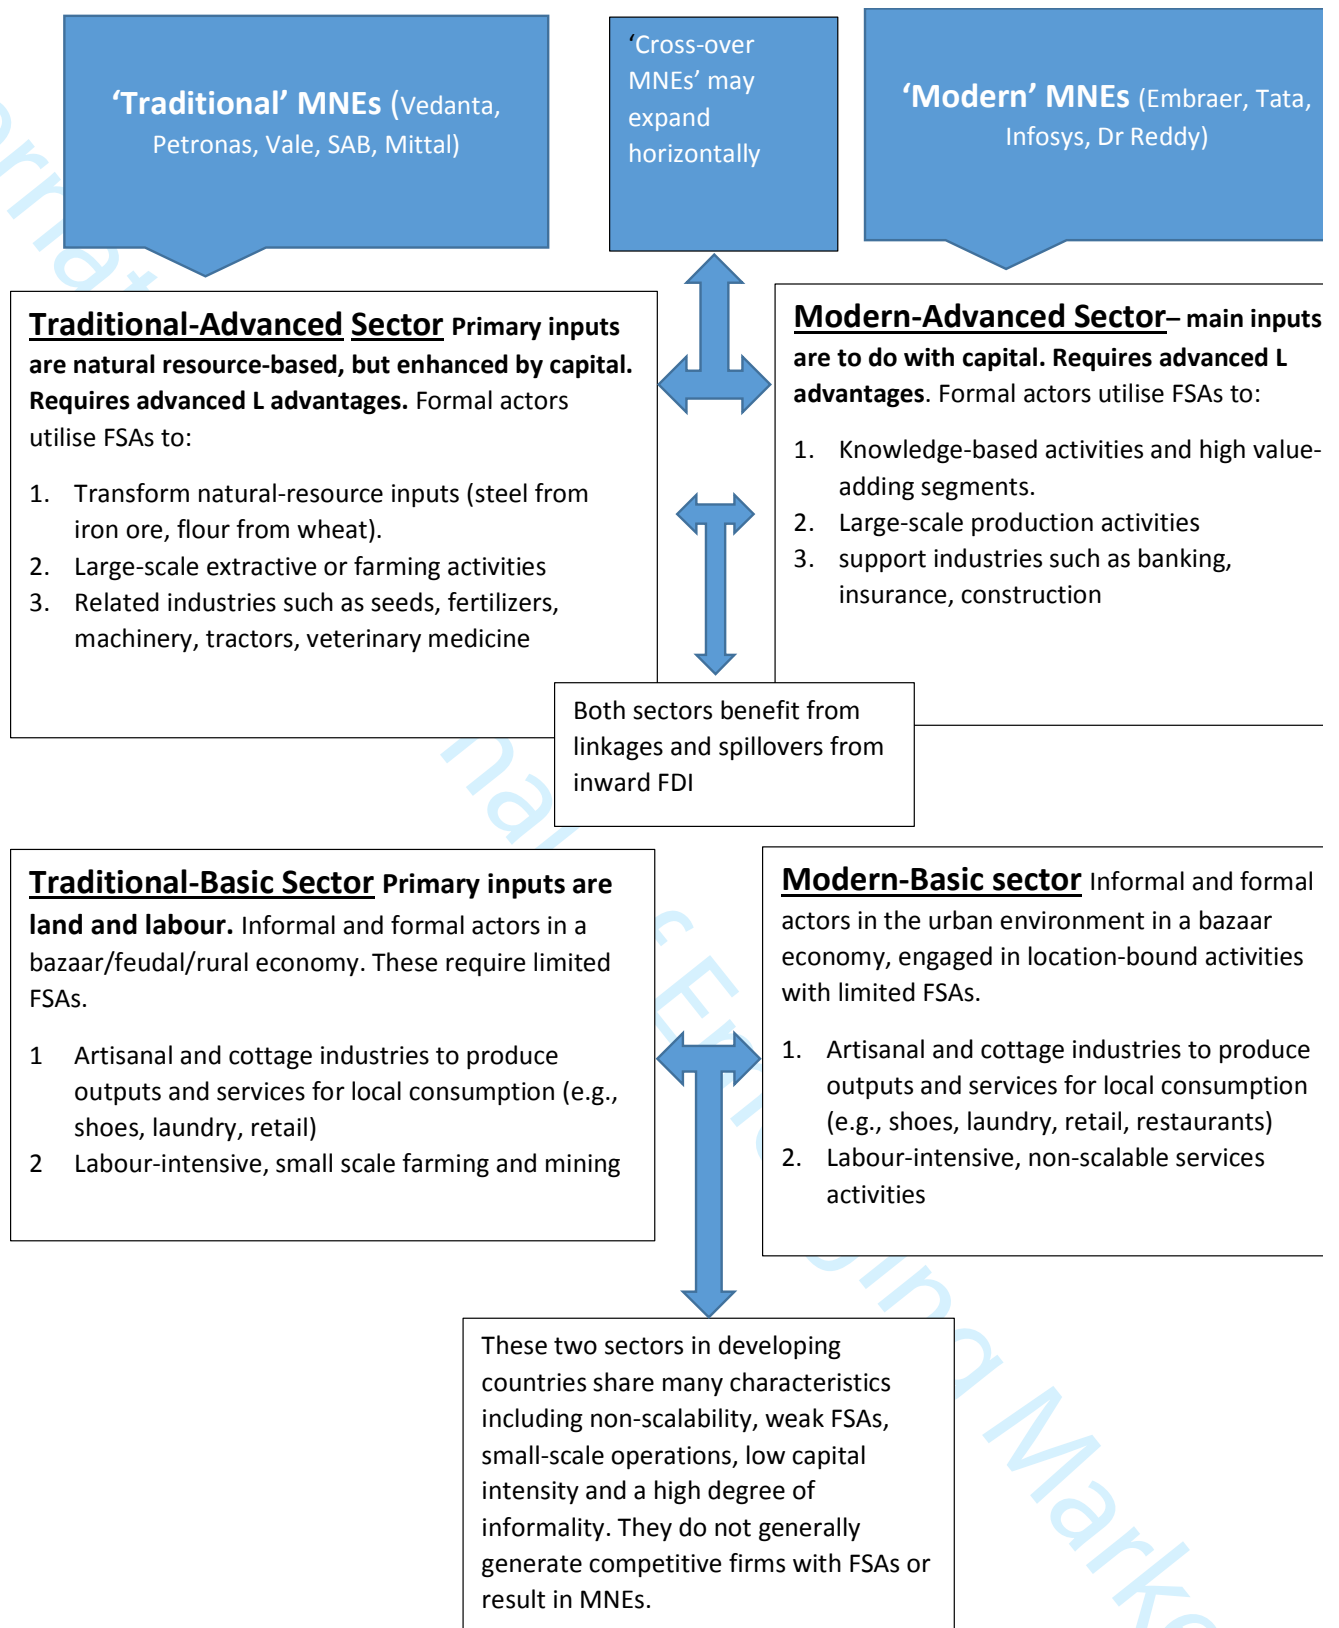 ‘Traditional’ MNEs (Vedanta,
Petronas, Vale, SAB, Mittal)
‘Cross-over
MNEs’ may
expand
horizontally
‘Modern’ MNEs (Embraer, Tata,
Infosys, Dr Reddy)
Traditional-Advanced Sector Primary inputs
are natural resource-based, but enhanced by capital.
Requires advanced L advantages. Formal actors
utilise FSAs to:
1. Transform natural-resource inputs (steel from
iron ore, flour from wheat).
2. Large-scale extractive or farming activities
3. Related industries such as seeds, fertilizers,
machinery, tractors, veterinary medicine
Modern-Advanced Sector– main inputs
are to do with capital. Requires advanced L
advantages. Formal actors utilise FSAs to:
1. Knowledge-based activities and high value-
adding segments.
2. Large-scale production activities
3. support industries such as banking,
insurance, construction
Both sectors benefit from
linkages and spillovers from
inward FDI
Traditional-Basic Sector Primary inputs are
land and labour. Informal and formal actors in a
bazaar/feudal/rural economy. These require limited
FSAs.
1 Artisanal and cottage industries to produce
outputs and services for local consumption (e.g.,
shoes, laundry, retail)
2 Labour-intensive, small scale farming and mining
Modern-Basic sector Informal and formal
actors in the urban environment in a bazaar
economy, engaged in location-bound activities
with limited FSAs.
1. Artisanal and cottage industries to produce
outputs and services for local consumption
(e.g., shoes, laundry, retail, restaurants)
2. Labour-intensive, non-scalable services
activities
These two sectors in developing
countries share many characteristics
including non-scalability, weak FSAs,
small-scale operations, low capital
intensity and a high degree of
informality. They do not generally
generate competitive firms with FSAs or
result in MNEs.